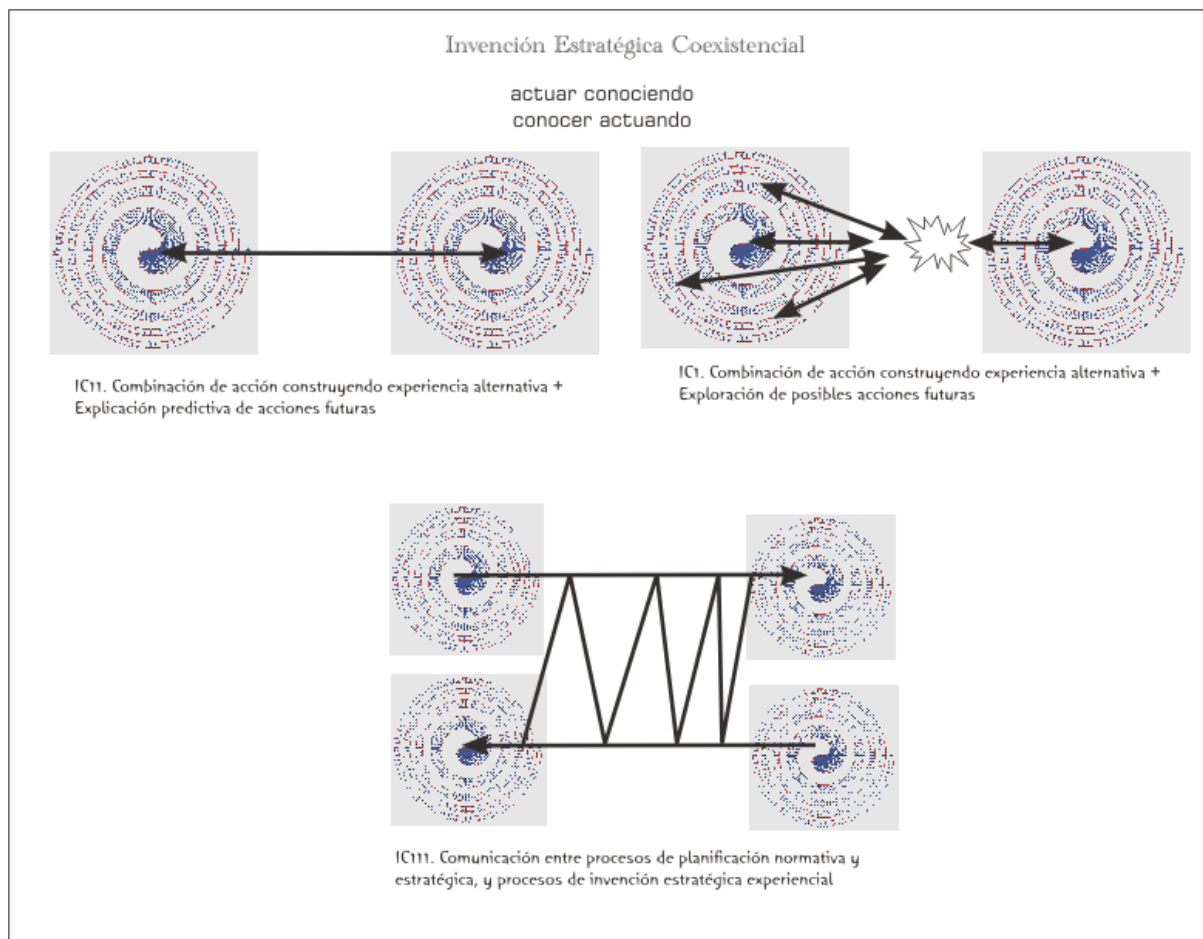 Invención Estratégica Coexistencial
actuar conociendo
conocer actuando
IC11. Combinación de acción construyendo experiencia alternativa +
Explicación predictiva de acciones futuras
IC1. Combinación de acción construyendo experiencia alternativa +
Exploración de posibles acciones futuras
IC111. Comunicación entre procesos de planificación normativa y
estratégica, y procesos de invención estratégica experiencial